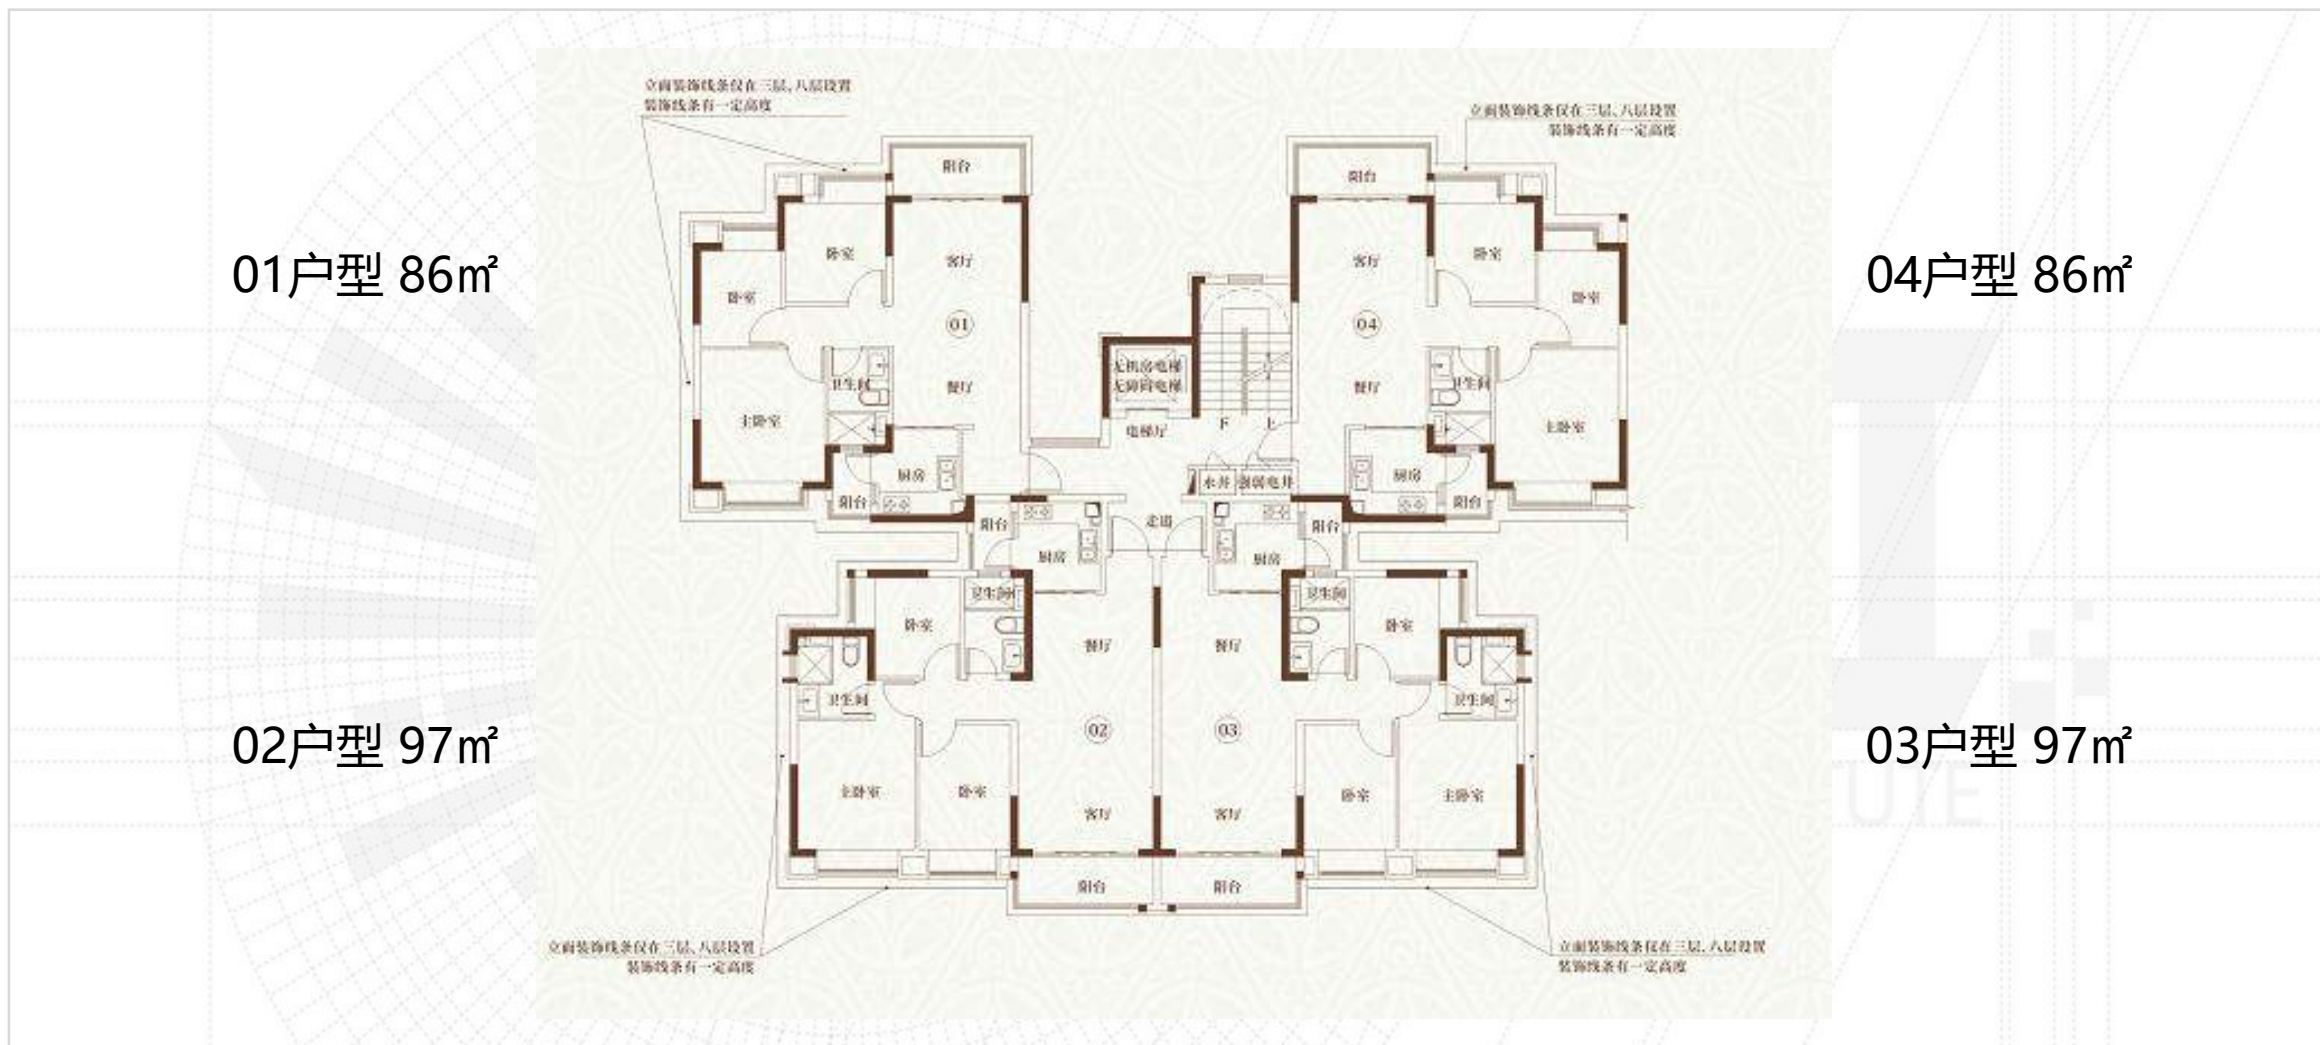 立面装饰线条仅在三层、八层设置
装饰线条有一定高度
立面装饰线条仅在三层、八层设置
装饰线条有一定高度
阳台
阳台
01户型 86㎡
04户型 86㎡
卧室
客厅
客厅
卧室
卧室
卧室
01
04
无机房电梯
无障碍电梯
卫生间
餐厅
餐厅
卫生间
主卧室
电梯厅
下
上
主卧室
厨房
水井
强弱电井
厨房
阳台
阳台
阳台
走道
阳台
厨房
厨房
卫生间
卫生间
卧室
餐厅
餐厅
卧室
卫生间
卫生间
02户型 97㎡
02
03
03户型 97㎡
主卧室
卧室
客厅
客厅
卧室
主卧室
阳台
阳台
立面装饰线条仅在三层、八层设置
装饰线条有一定高度
立面装饰线条仅在三层、八层设置
装饰线条有一定高度